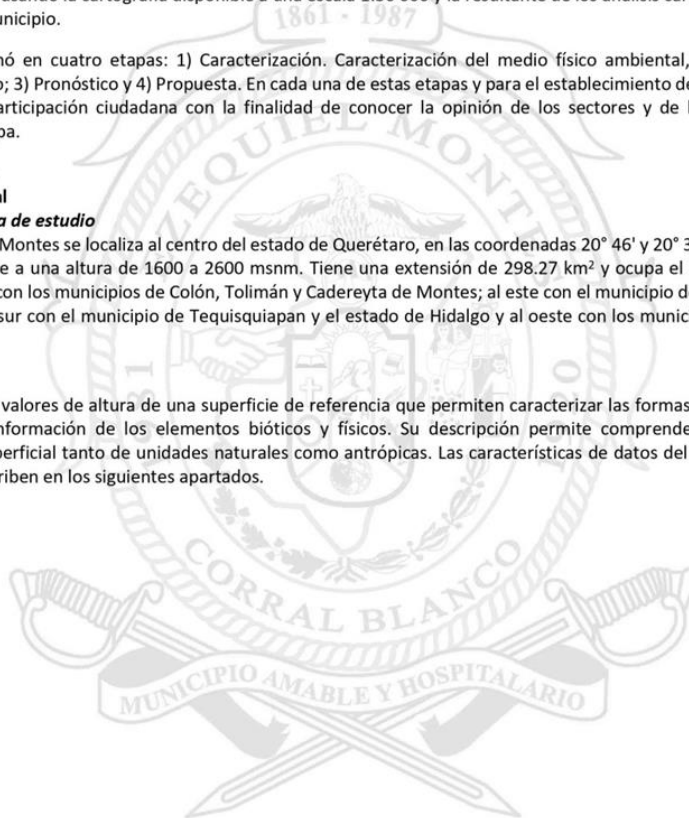 1861 - 1987
unicipio.
nó en cuatro etapas: 1) Caracterización. Caracterización del medio físico ambiental,
o; 3) Pronóstico y 4) Propuesta. En cada una de estas etapas y para el establecimiento de
articipación ciudadana con la finalidad de conocer la opinión de los sectores y de l
pa.
EZEQUIEL MONTES
al
a de estudio
Montes se localiza al centro del estado de Querétaro, en las coordenadas 20° 46' y 20° 3
e a una altura de 1600 a 2600 msnm. Tiene una extensión de 298.27 km² y ocupa el
con los municipios de Colón, Tolimán y Cadereyta de Montes; al este con el municipio d
sur con el municipio de Tequisquiapan y el estado de Hidalgo y al oeste con los munic
valores de altura de una superficie de referencia que permiten caracterizar las formas
nformación de los elementos bióticos y físicos. Su descripción permite comprende
perficial tanto de unidades naturales como antrópicas. Las características de datos del
riben en los siguientes apartados.
1881
1920
CORRAL BLANCO
MUNICIPIO AMABLE Y HOSPITALARIO